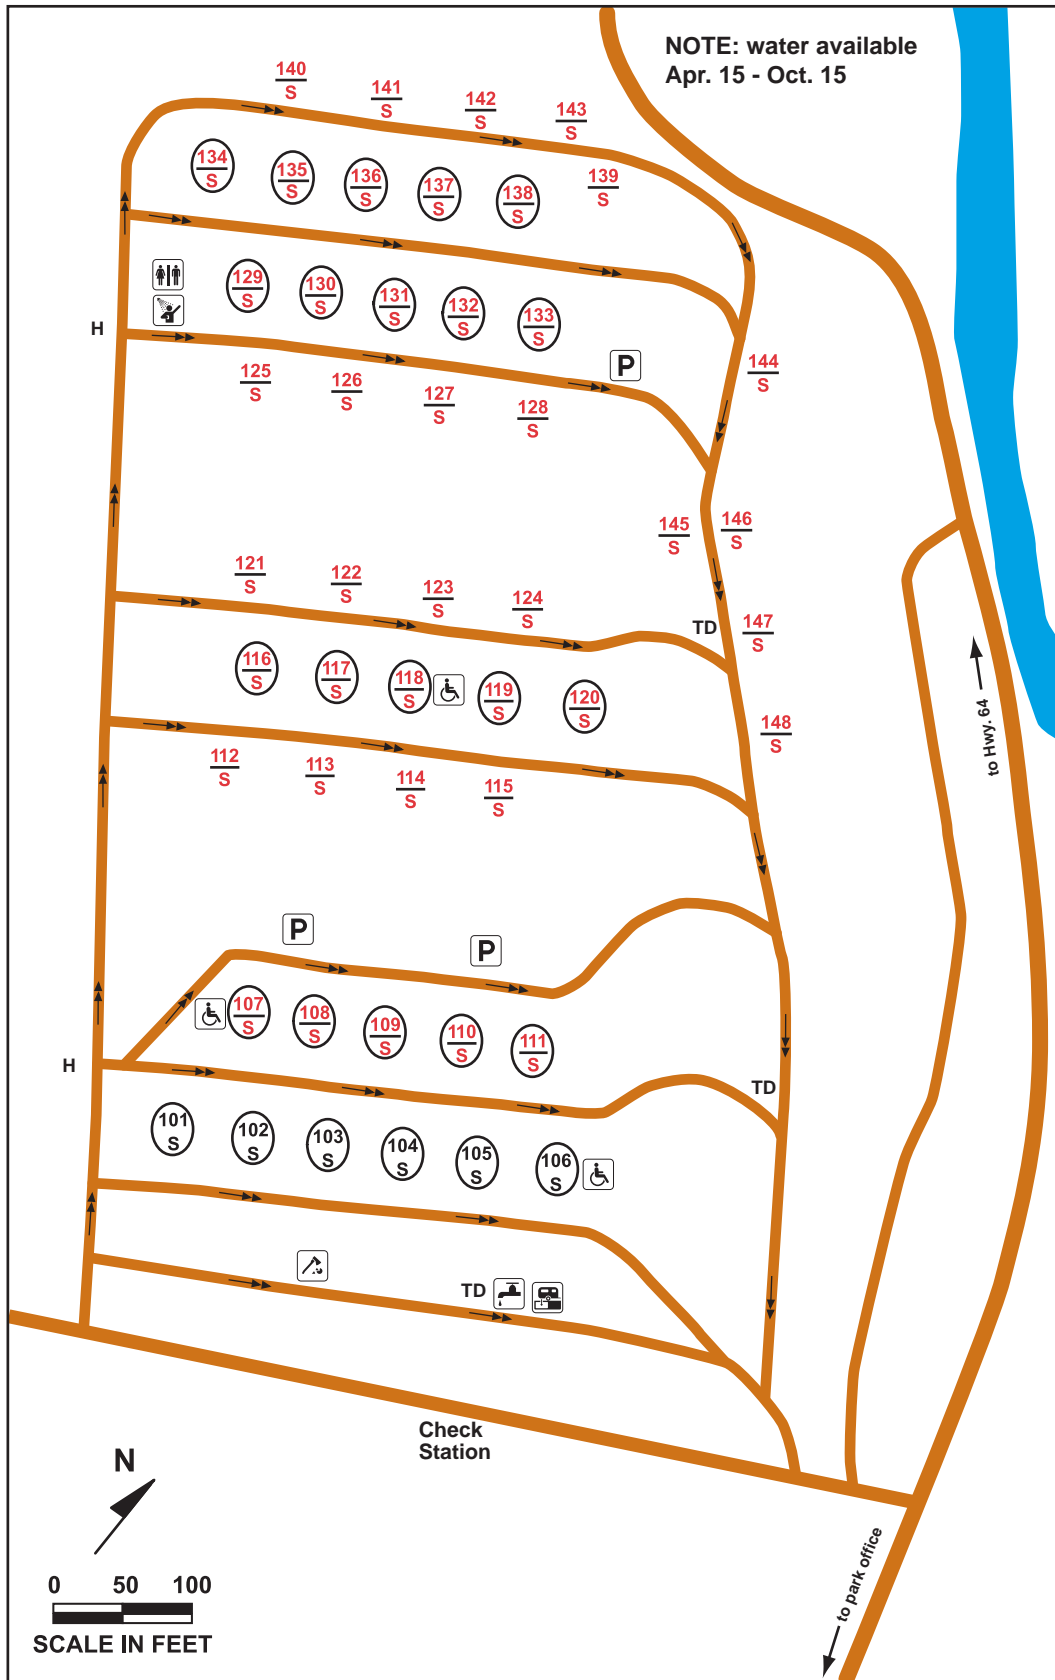 NOTE: water available
Apr. 15 - Oct. 15
140
S
141
S
142
S
143
S
134
S
135
S
136
S
137
S
138
S
139
S
129
S
130
S
131
S
132
S
133
S
H
P
125
S
126
S
127
S
128
S
144
S
145
S
146
S
121
S
122
S
123
S
124
S
TD
147
S
116
S
117
S
118
S
119
S
120
S
148
S
112
S
113
S
114
S
115
S
to Hwy. 64
P
P
107
S
108
S
109
S
110
S
111
S
H
TD
101
S
102
S
103
S
104
S
105
S
106
S
TD
Check
Station
N
0 50 100
SCALE IN FEET
to park office